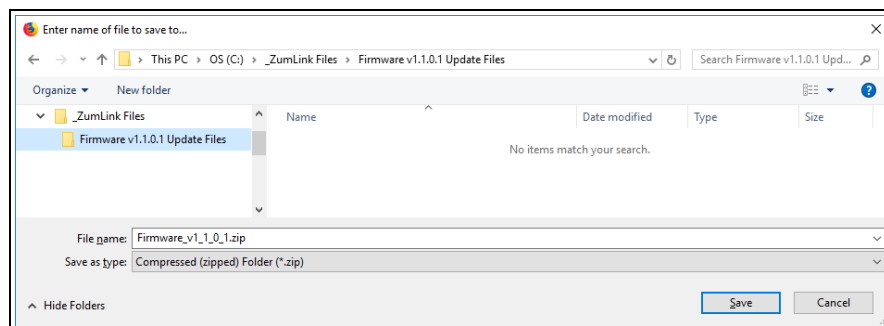 Enter name of file to save to...
This PC > OS (C:) > _ZumLink Files > Firmware v1.1.0.1 Update Files
Search Firmware v1.1.0.1 Upd...
Organize New folder
_ZumLink Files
Firmware v1.1.0.1 Update Files
Name Date modified Type Size
No items match your search.
File name: Firmware_v1_1_0_1.zip
Save as type: Compressed (zipped) Folder (*.zip)
Hide Folders
Save Cancel